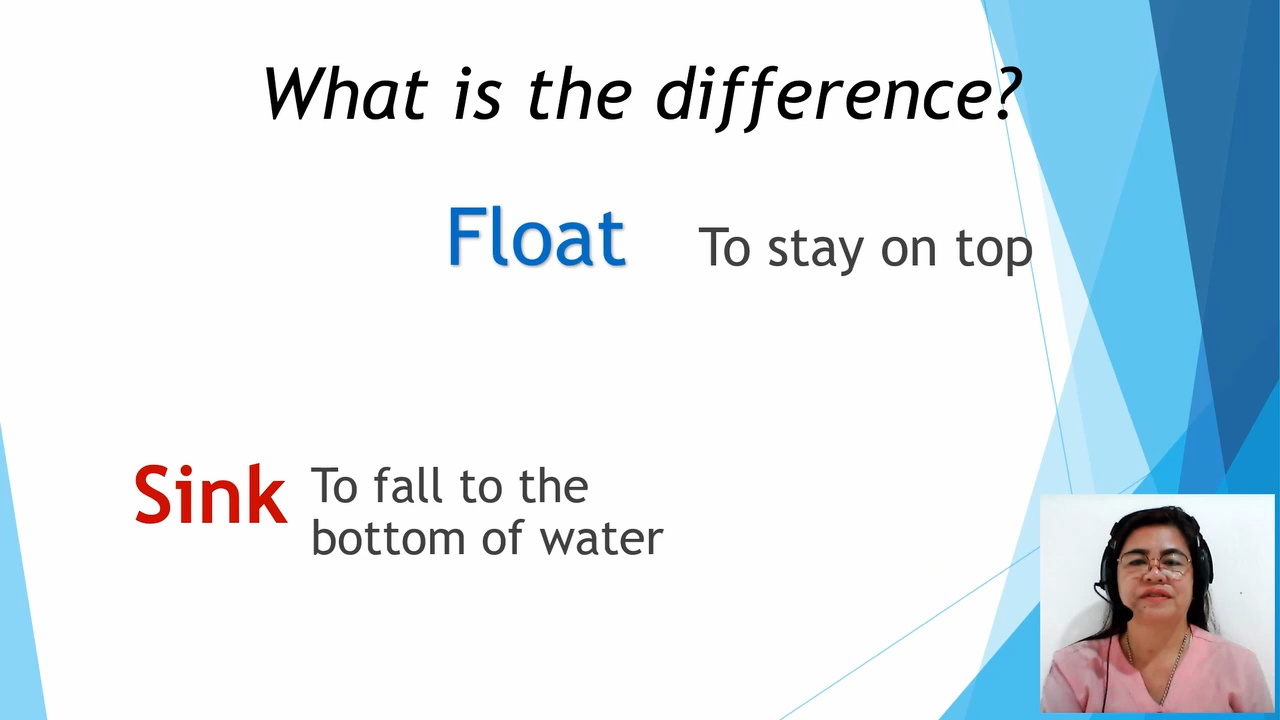 What is the difference?
Float To stay on top
Sink To fall to the
bottom of water